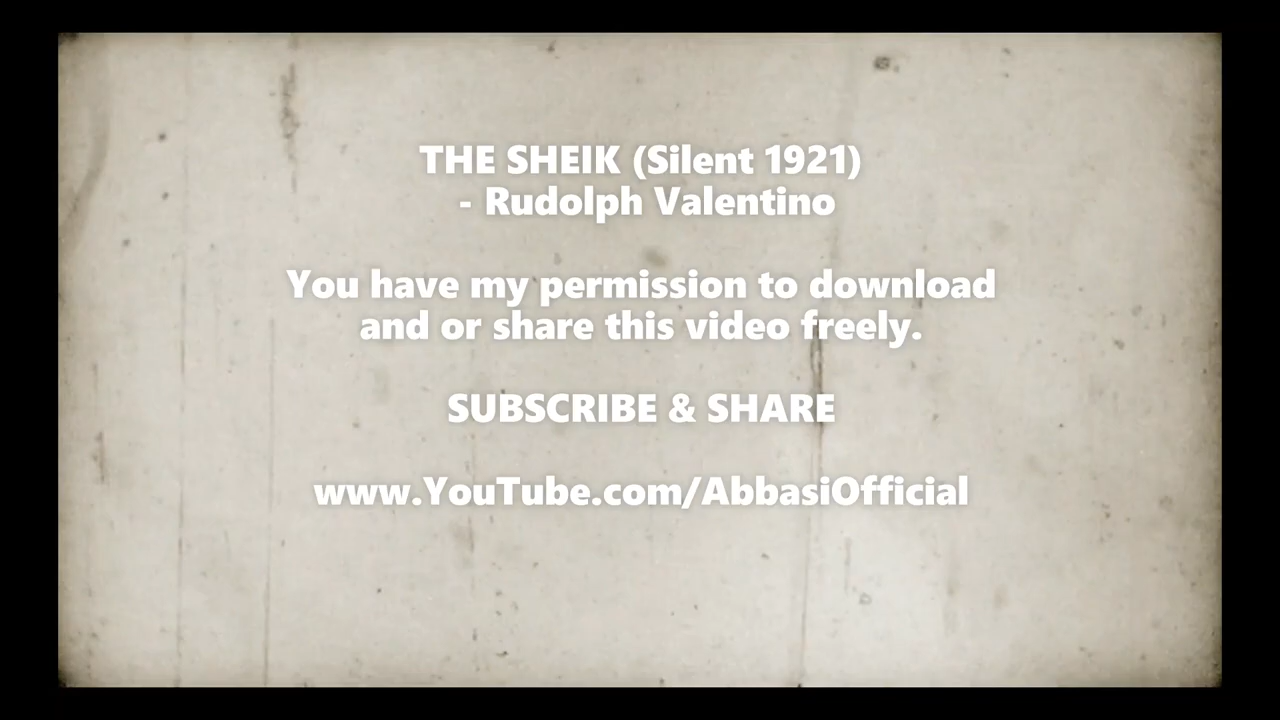 THE SHEIK (Silent 1921)
- Rudolph Valentino
You have my permission to download
and or share this video freely.
SUBSCRIBE & SHARE
www.YouTube.com/AbbasiOfficial